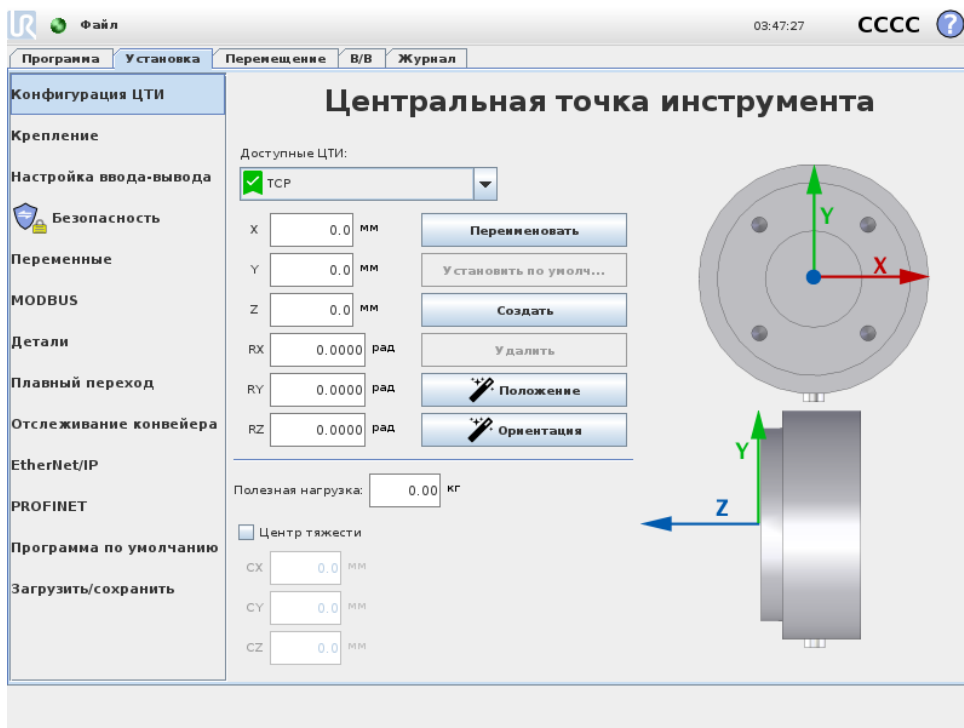 UR Файл 03:47:27 CCCC ?
Программа Установка Перемещение В/В Журнал
Конфигурация ЦТИ
Крепление
Настройка ввода-вывода
Безопасность
Переменные
MODBUS
Детали
Плавный переход
Отслеживание конвейера
EtherNet/IP
PROFINET
Программа по умолчанию
Загрузить/сохранить
Центральная точка инструмента
Доступные ЦТИ:
TCP
X 0.0 мм Переименовать
Y 0.0 мм Установить по умолч...
Z 0.0 мм Создать
RX 0.0000 рад Удалить
RY 0.0000 рад Положение
RZ 0.0000 рад Ориентация
Полезная нагрузка: 0.00 кг
Центр тяжести
CX 0.0 мм
CY 0.0 мм
CZ 0.0 мм
Y
X
Y
Z